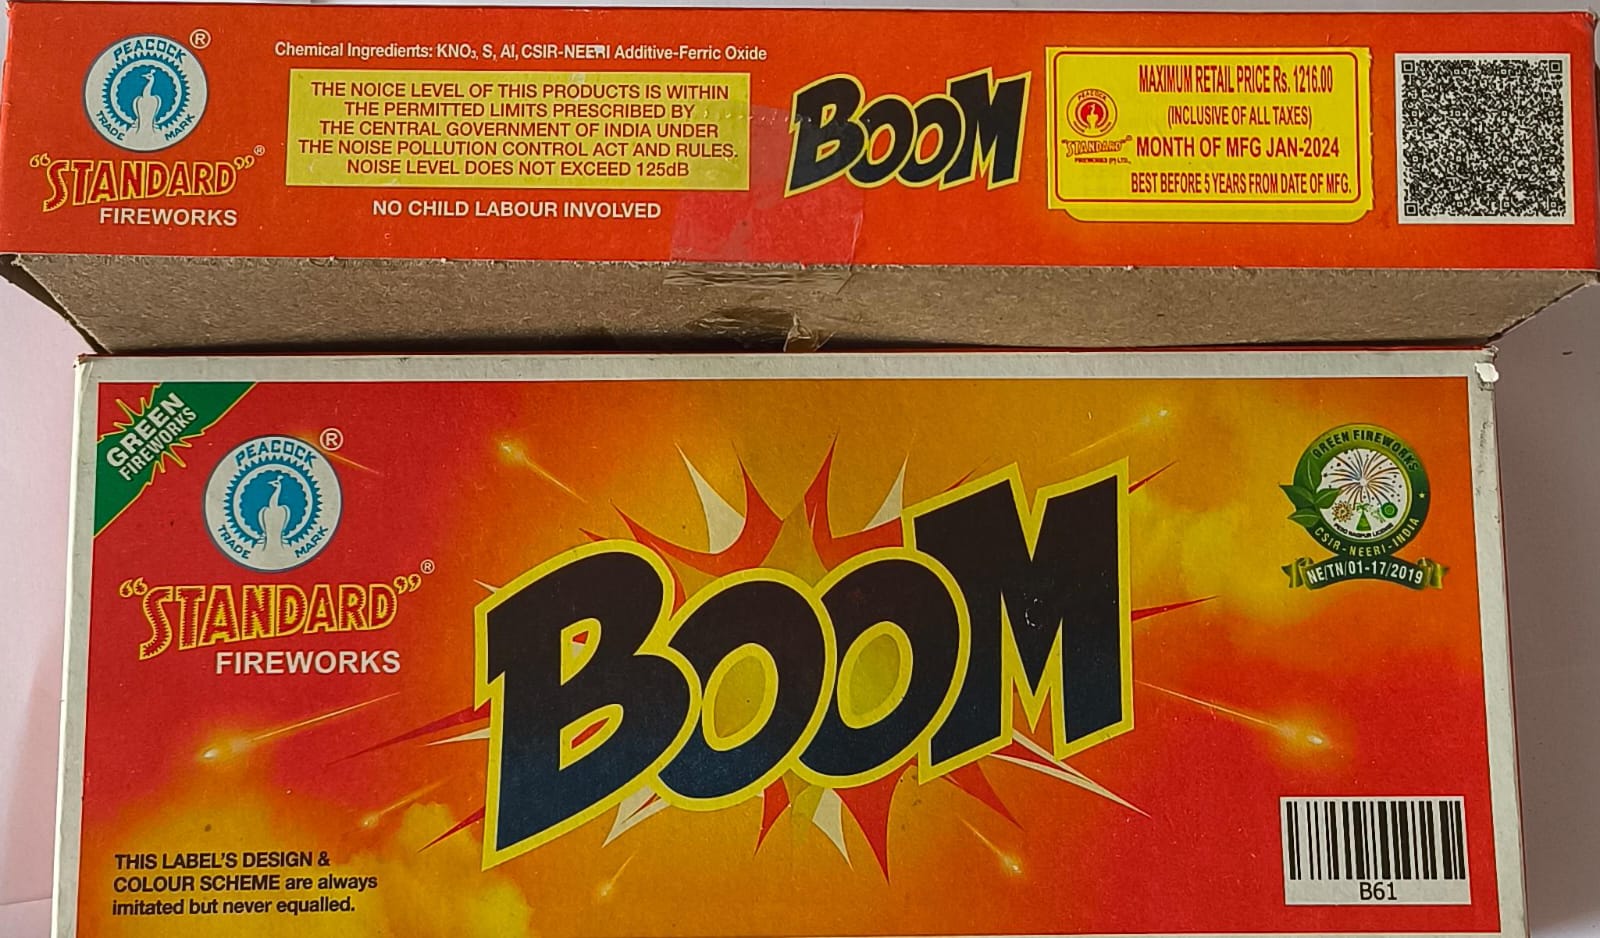 PEACOCK
TRADE MARK
®
"STANDARD"®
FIREWORKS
Chemical Ingredients: KNO₃, S, Al, CSIR-NEERI Additive-Ferric Oxide
THE NOICE LEVEL OF THIS PRODUCTS IS WITHIN
THE PERMITTED LIMITS PRESCRIBED BY
THE CENTRAL GOVERNMENT OF INDIA UNDER
THE NOISE POLLUTION CONTROL ACT AND RULES.
NOISE LEVEL DOES NOT EXCEED 125dB
NO CHILD LABOUR INVOLVED
BOOM
PEACOCK
"STANDARD"
FIREWORKS (P) LTD.,
MAXIMUM RETAIL PRICE Rs. 1216.00
(INCLUSIVE OF ALL TAXES)
MONTH OF MFG JAN-2024
BEST BEFORE 5 YEARS FROM DATE OF MFG.
GREEN
FIREWORKS
PEACOCK
TRADE MARK
®
"STANDARD"®
FIREWORKS
BOOM
GREEN FIREWORKS
CSIR-NEERI-INDIA
NE/TN/01-17/2019
THIS LABEL'S DESIGN &
COLOUR SCHEME are always
imitated but never equalled.
B61